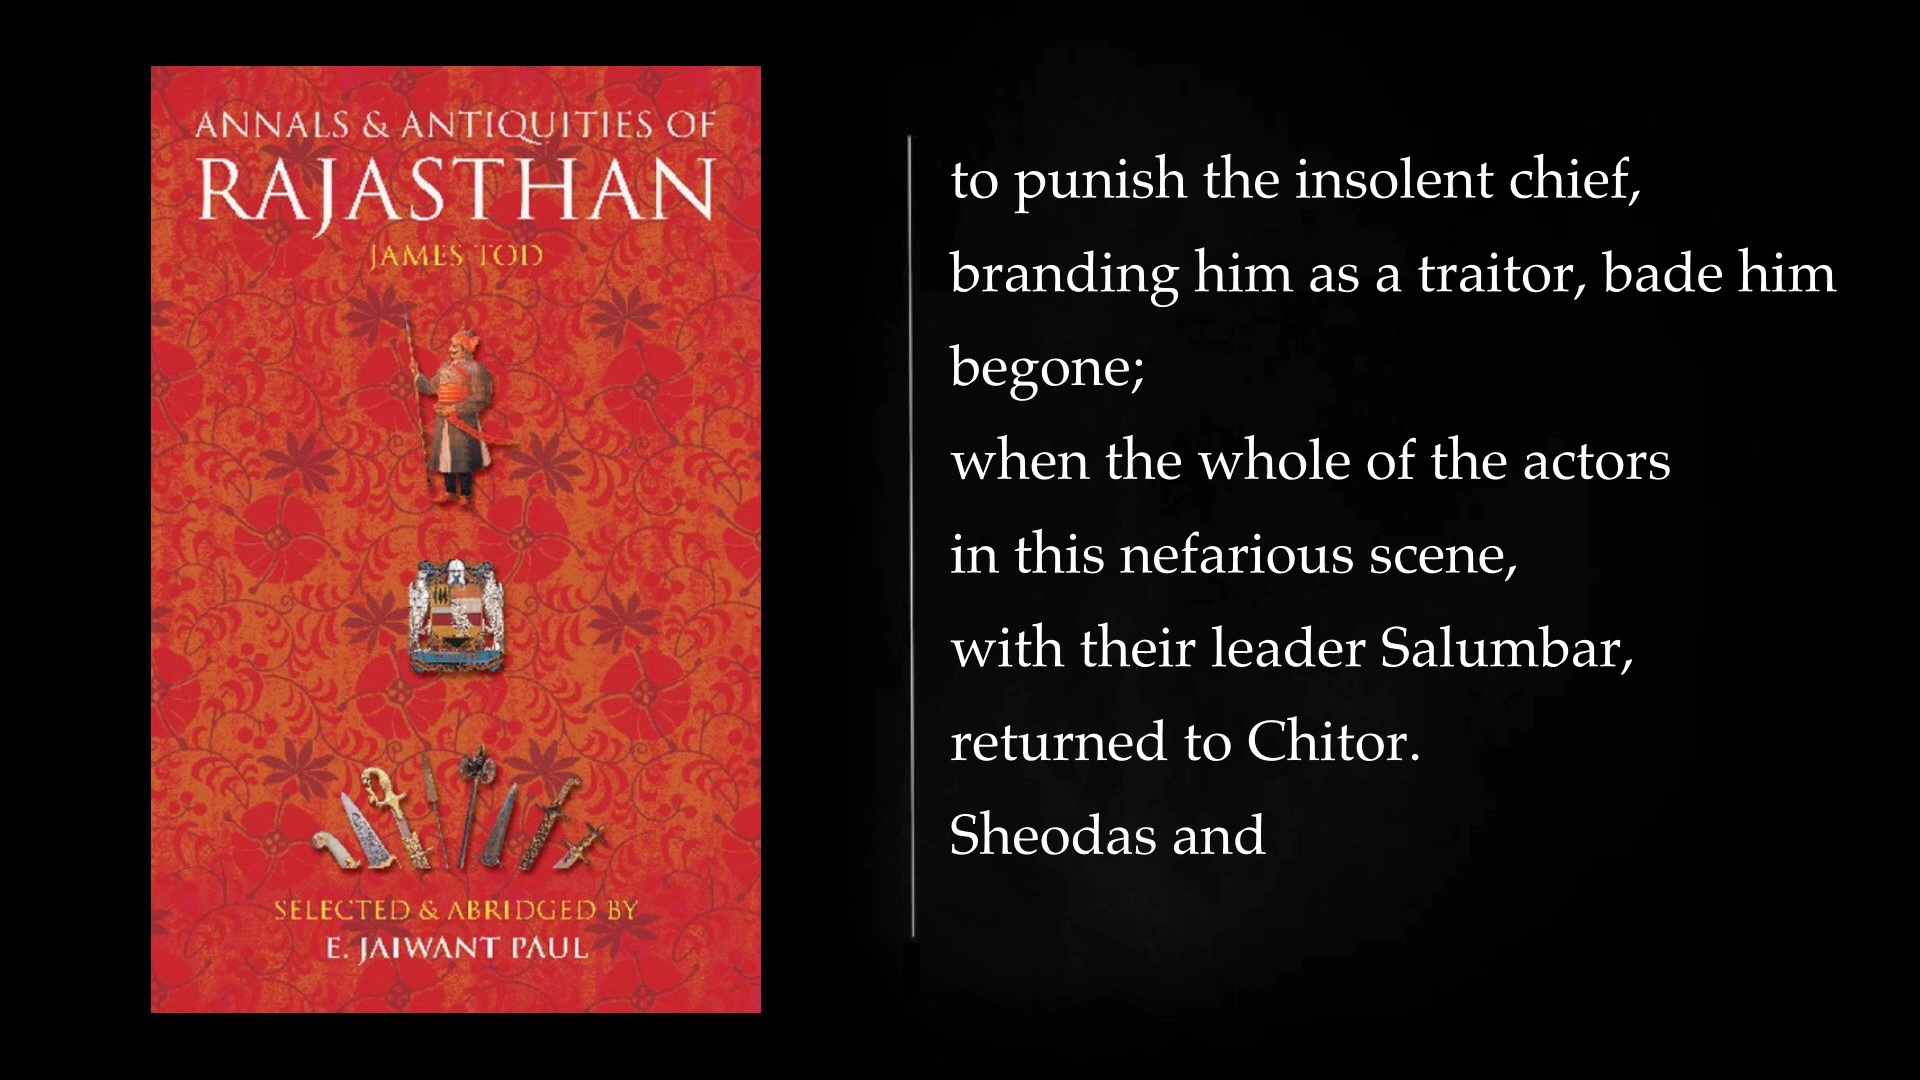 ANNALS & ANTIQUITIES OF
RAJASTHAN
JAMES TOD
SELECTED & ABRIDGED BY
E. JAIWANT PAUL
to punish the insolent chief,
branding him as a traitor, bade him
begone;
when the whole of the actors
in this nefarious scene,
with their leader Salumbar,
returned to Chitor.
Sheodas and